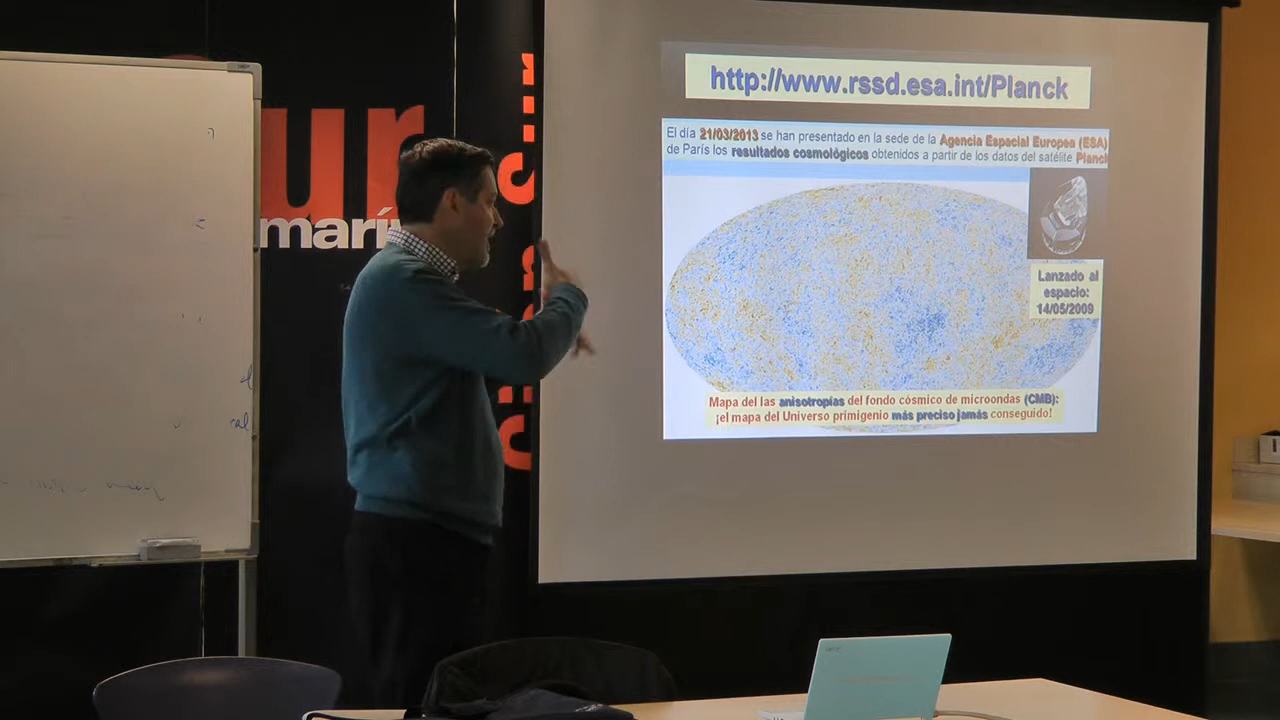 http://www.rssd.esa.int/Planck
El día 21/03/2013 se han presentado en la sede de la Agencia Espacial Europea (ESA)
de París los resultados cosmológicos obtenidos a partir de los datos del satélite Planck
Lanzado al
espacio:
14/05/2009
Mapa del las anisotropías del fondo cósmico de microondas (CMB):
¡el mapa del Universo primigenio más preciso jamás conseguido!
ur
marí